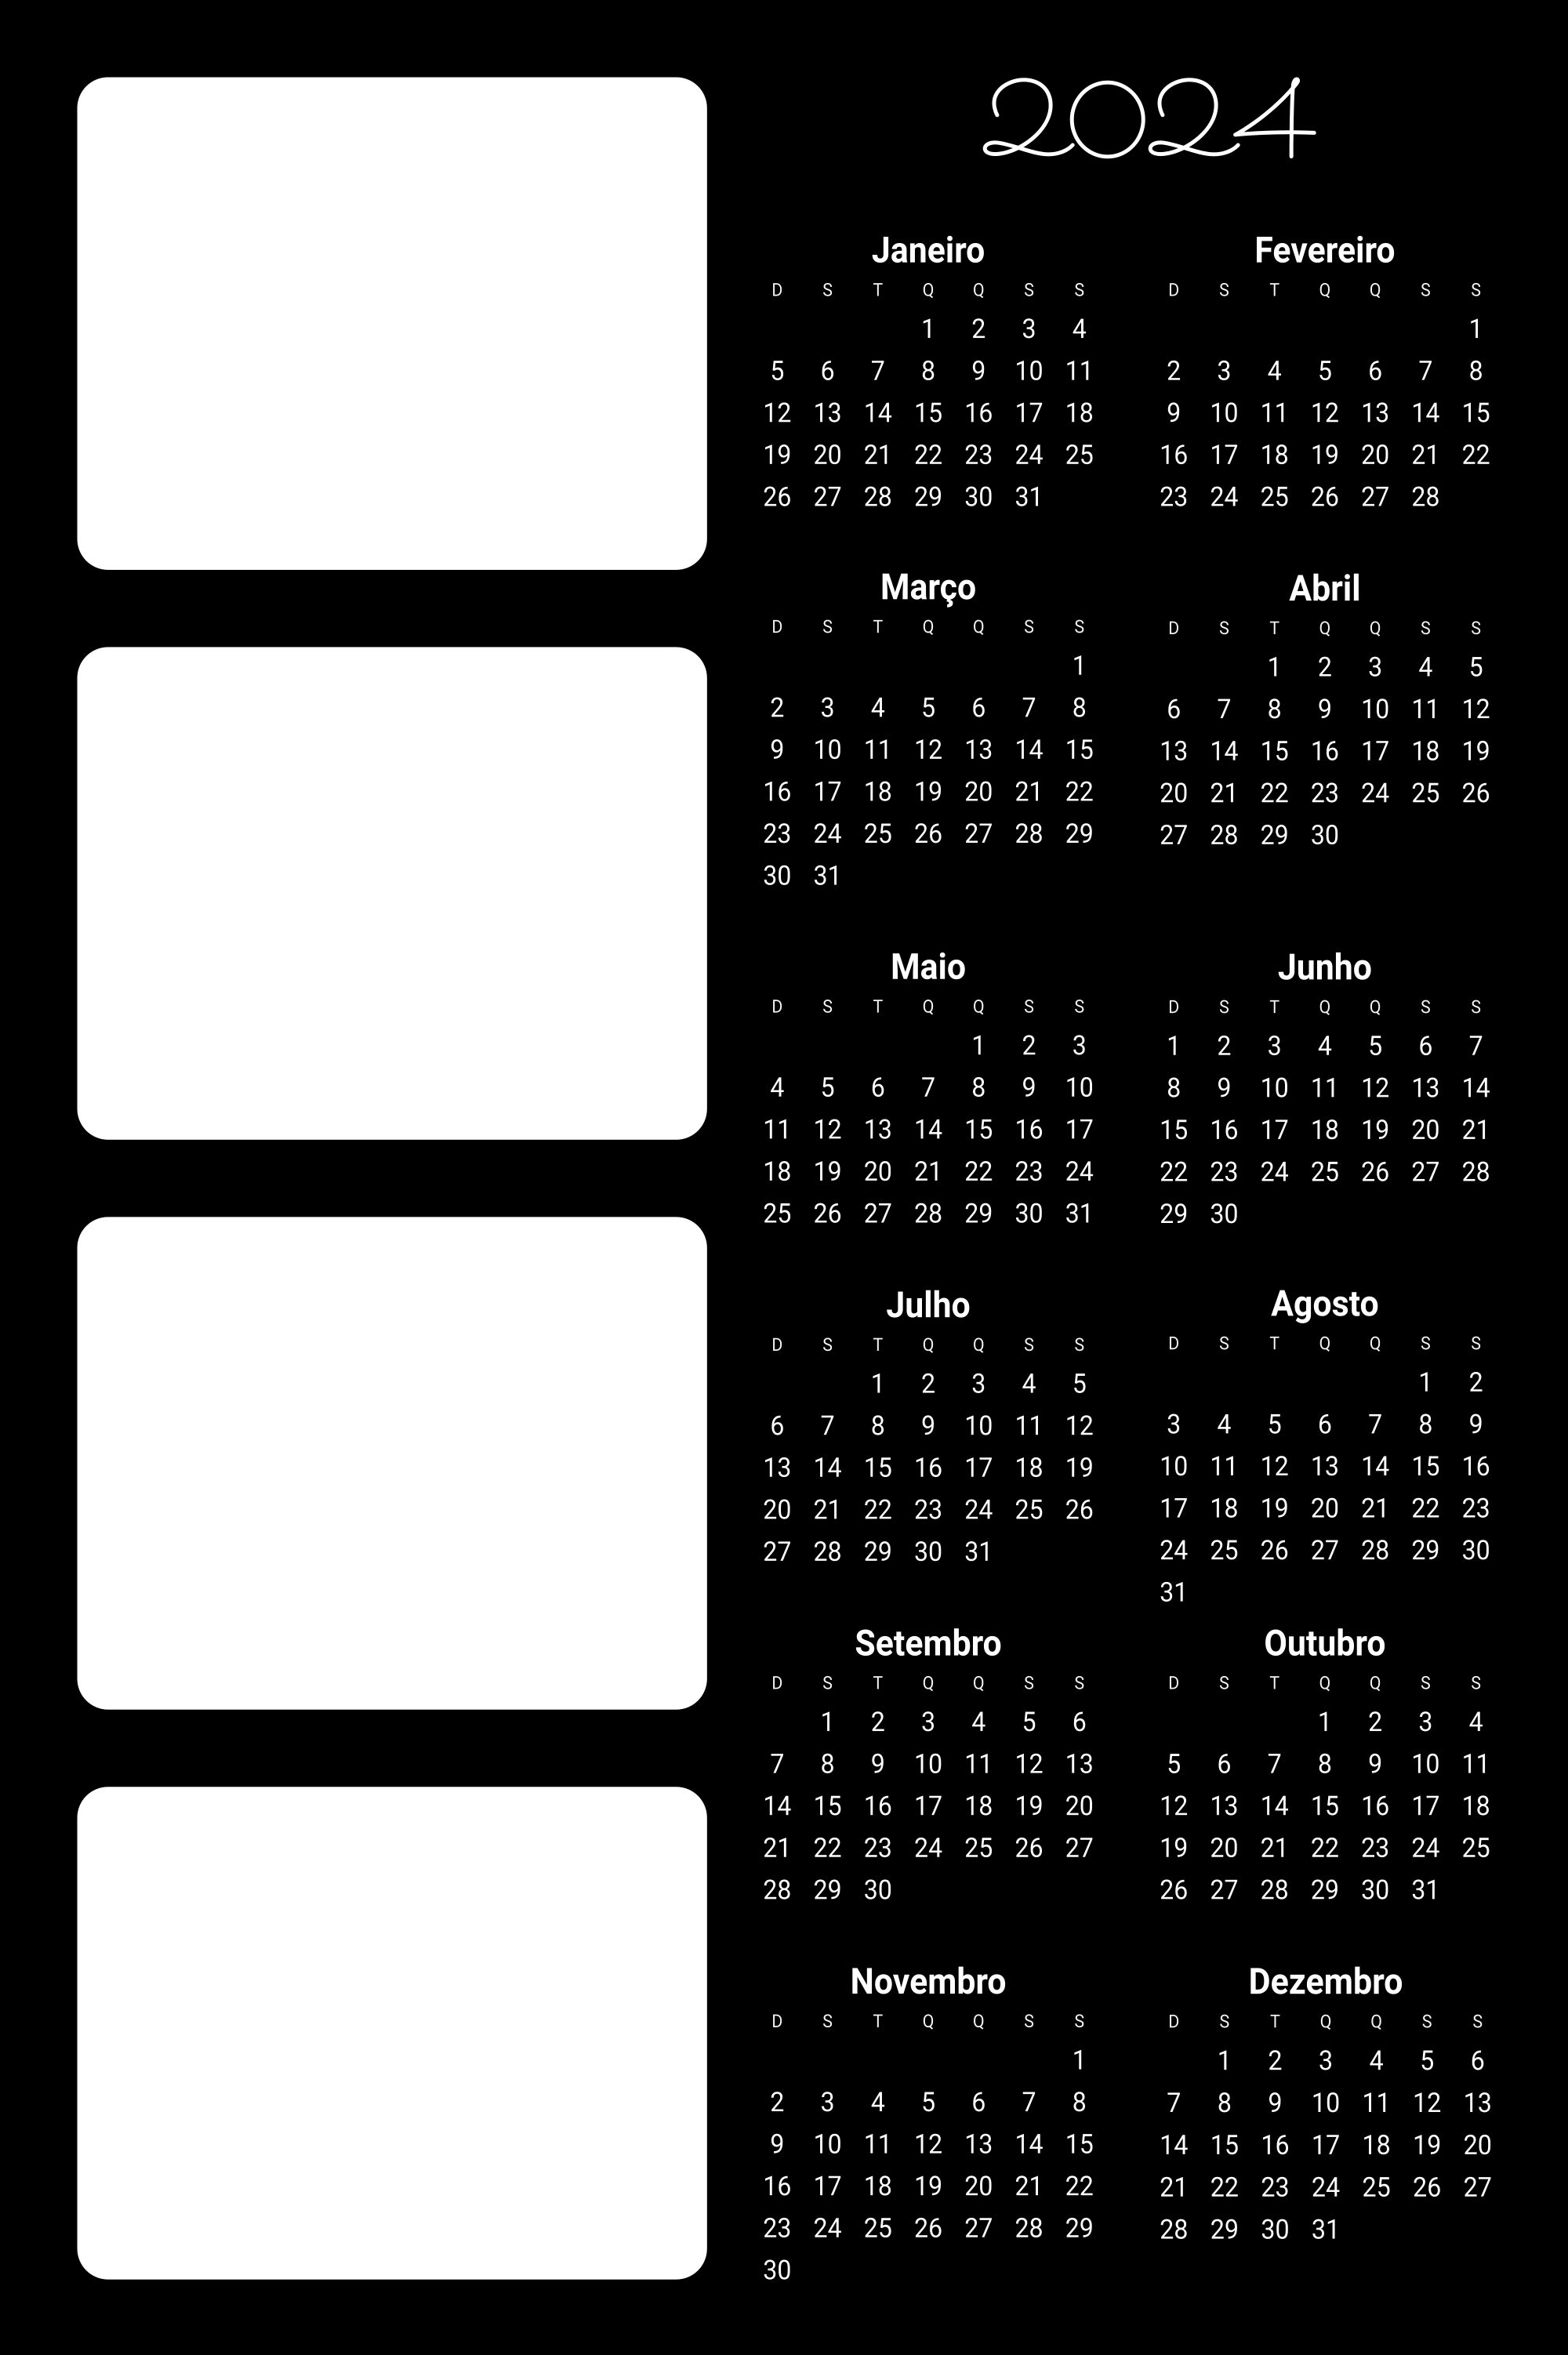 2024
Janeiro
D S T Q Q S S
1 2 3 4
5 6 7 8 9 10 11
12 13 14 15 16 17 18
19 20 21 22 23 24 25
26 27 28 29 30 31
Fevereiro
D S T Q Q S S
1
2 3 4 5 6 7 8
9 10 11 12 13 14 15
16 17 18 19 20 21 22
23 24 25 26 27 28
Março
D S T Q Q S S
1
2 3 4 5 6 7 8
9 10 11 12 13 14 15
16 17 18 19 20 21 22
23 24 25 26 27 28 29
30 31
Abril
D S T Q Q S S
1 2 3 4 5
6 7 8 9 10 11 12
13 14 15 16 17 18 19
20 21 22 23 24 25 26
27 28 29 30
Maio
D S T Q Q S S
1 2 3
4 5 6 7 8 9 10
11 12 13 14 15 16 17
18 19 20 21 22 23 24
25 26 27 28 29 30 31
Junho
D S T Q Q S S
1 2 3 4 5 6 7
8 9 10 11 12 13 14
15 16 17 18 19 20 21
22 23 24 25 26 27 28
29 30
Julho
D S T Q Q S S
1 2 3 4 5
6 7 8 9 10 11 12
13 14 15 16 17 18 19
20 21 22 23 24 25 26
27 28 29 30 31
Agosto
D S T Q Q S S
1 2
3 4 5 6 7 8 9
10 11 12 13 14 15 16
17 18 19 20 21 22 23
24 25 26 27 28 29 30
31
Setembro
D S T Q Q S S
1 2 3 4 5 6
7 8 9 10 11 12 13
14 15 16 17 18 19 20
21 22 23 24 25 26 27
28 29 30
Outubro
D S T Q Q S S
1 2 3 4
5 6 7 8 9 10 11
12 13 14 15 16 17 18
19 20 21 22 23 24 25
26 27 28 29 30 31
Novembro
D S T Q Q S S
1
2 3 4 5 6 7 8
9 10 11 12 13 14 15
16 17 18 19 20 21 22
23 24 25 26 27 28 29
30
Dezembro
D S T Q Q S S
1 2 3 4 5 6
7 8 9 10 11 12 13
14 15 16 17 18 19 20
21 22 23 24 25 26 27
28 29 30 31